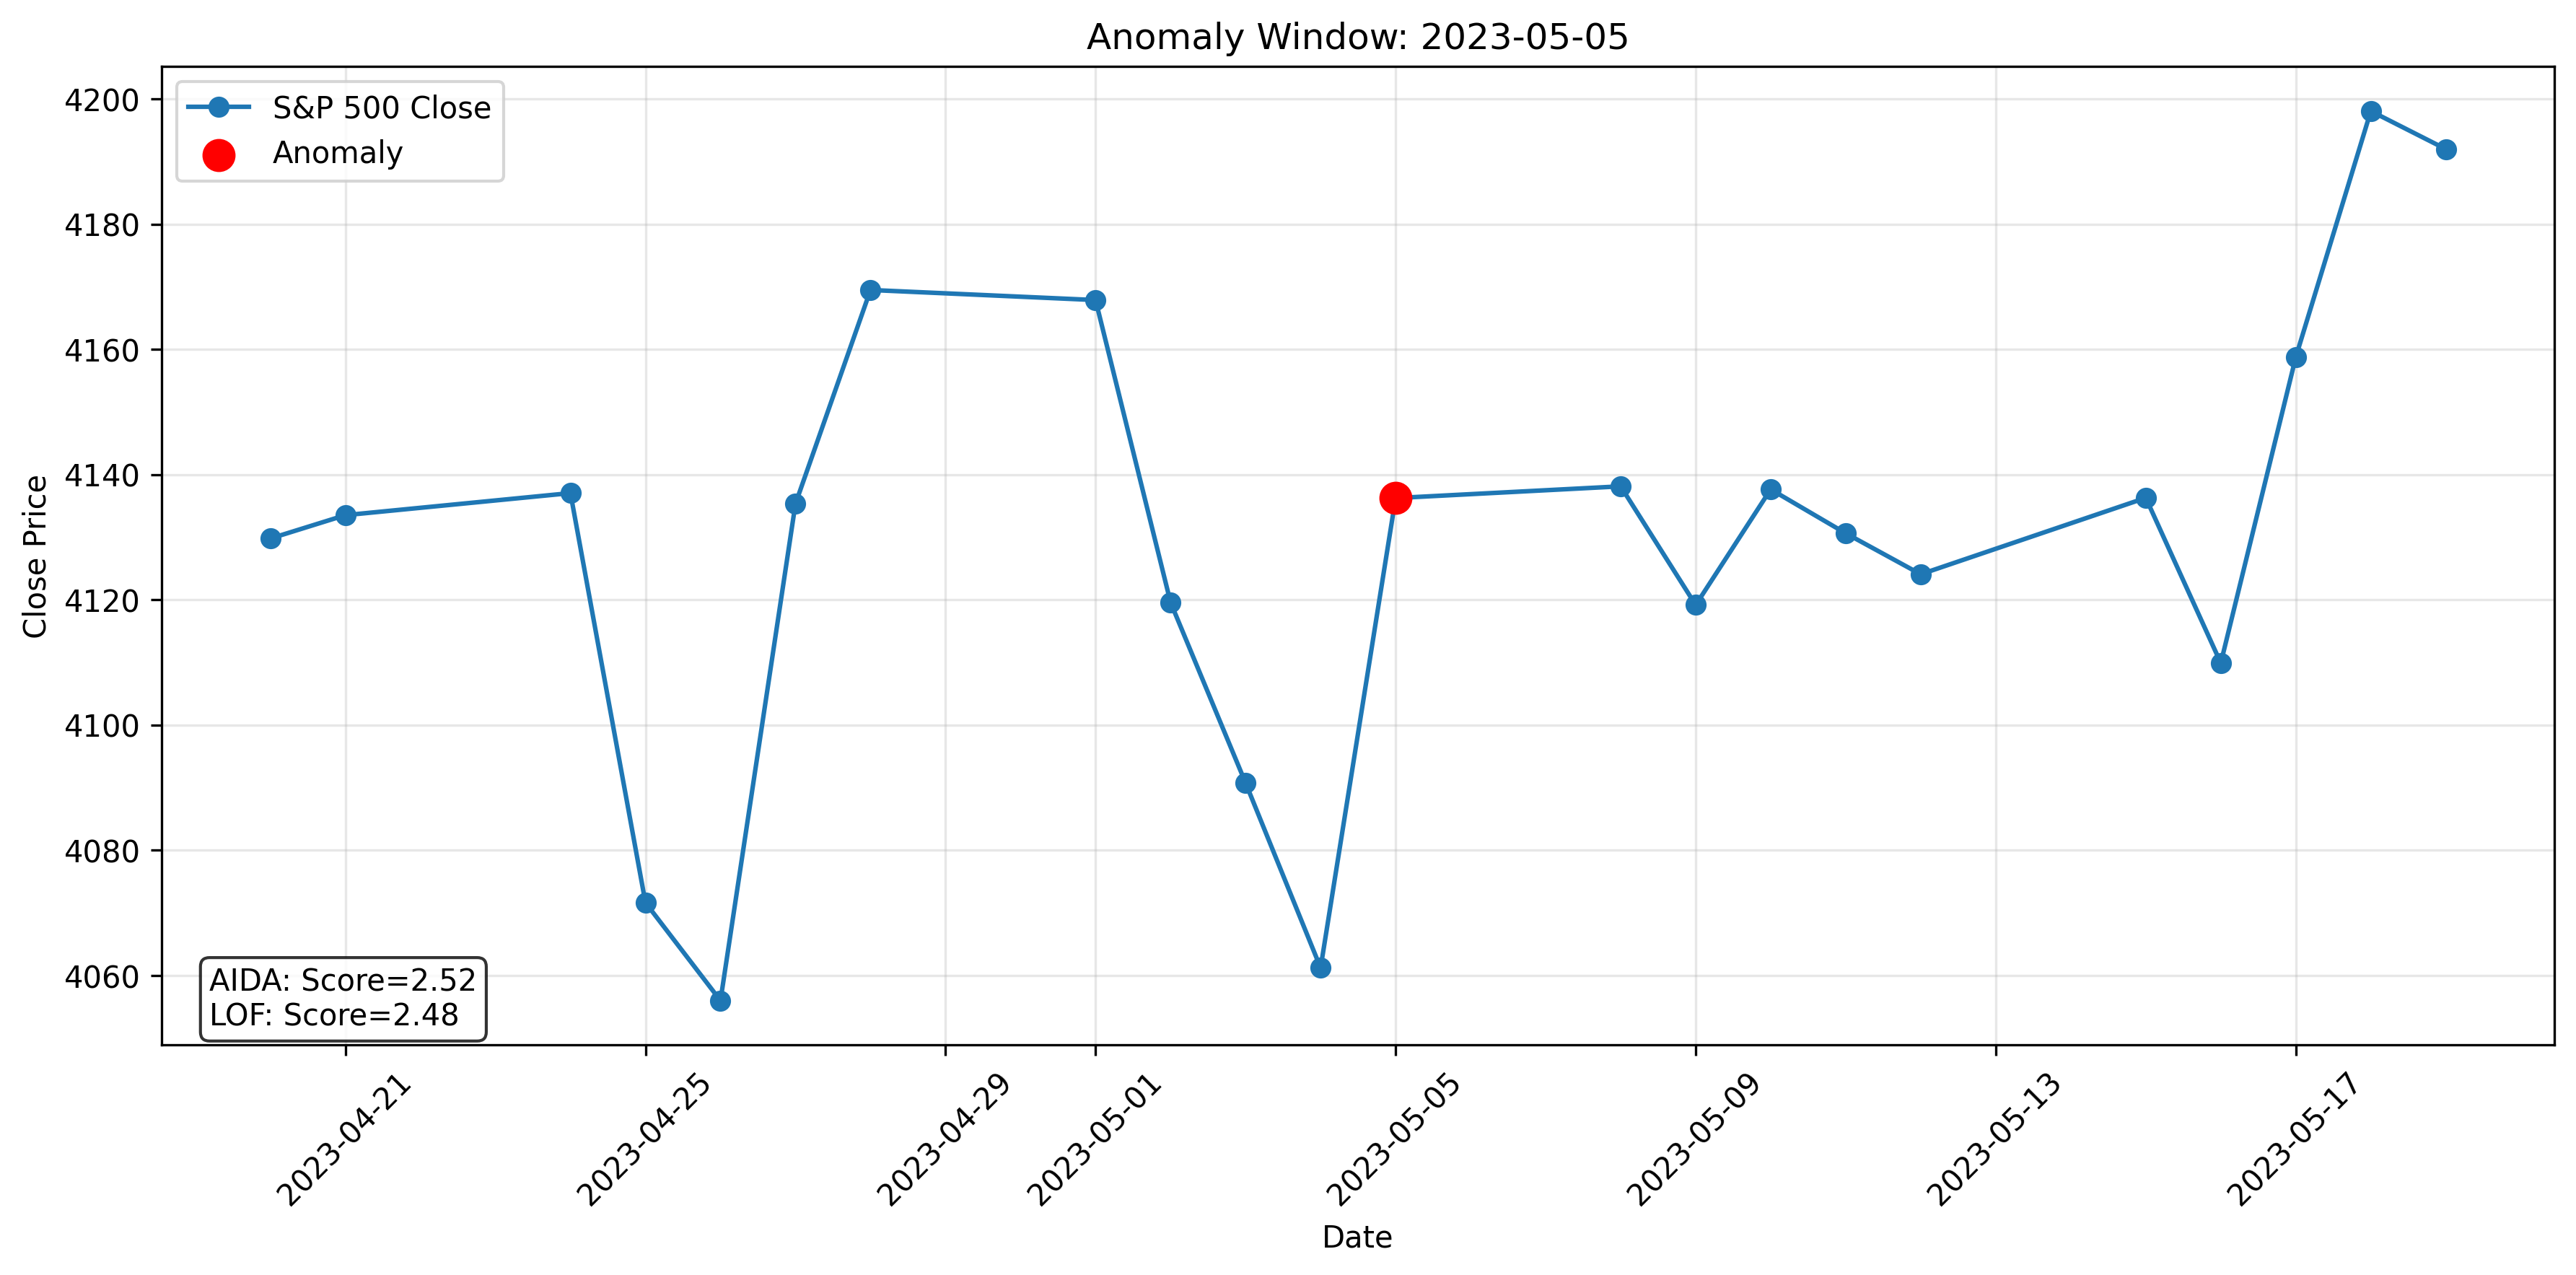 Anomaly Window: 2023-05-05
S&P 500 Close
Anomaly
4200
4180
4160
4140
4120
4100
4080
4060
Close Price
AIDA: Score=2.52
LOF: Score=2.48
2023-04-21
2023-04-25
2023-04-29
2023-05-01
2023-05-05
2023-05-09
2023-05-13
2023-05-17
Date